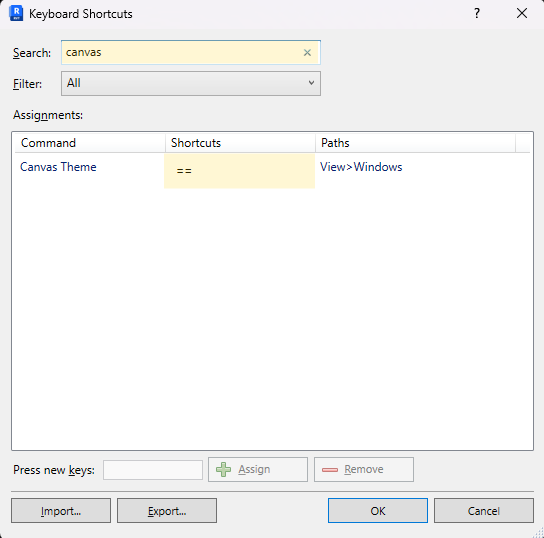 Keyboard Shortcuts
Search: canvas
Filter: All
Assignments:
Command Shortcuts Paths
Canvas Theme == View>Windows
Press new keys: Assign Remove
Import... Export... OK Cancel